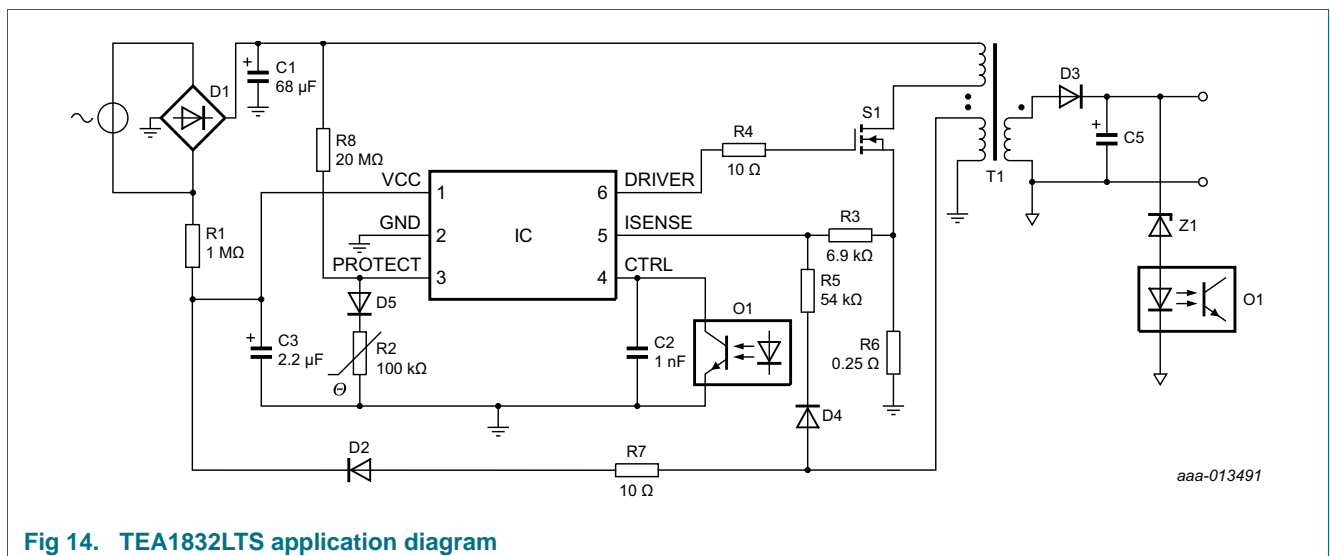 D1
+
C1
68 μF
R8
20 MΩ
R1
1 MΩ
VCC
GND
PROTECT
1
2
3
IC
6
5
4
DRIVER
ISENSE
CTRL
R4
10 Ω
S1
T1
D3
+
C5
Z1
O1
R3
6.9 kΩ
R5
54 kΩ
R6
0.25 Ω
+
C3
2.2 μF
D5
R2
100 kΩ
Θ
C2
1 nF
O1
D4
D2
R7
10 Ω
aaa-013491
Fig 14. TEA1832LTS application diagram